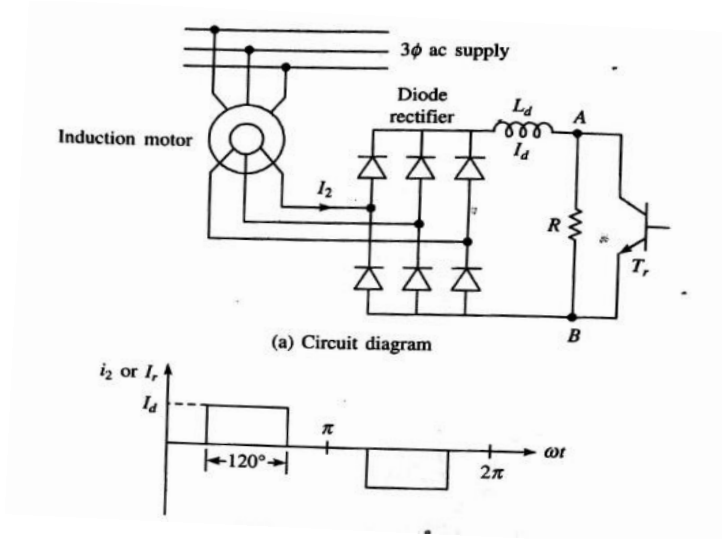 3ϕ ac supply
Diode
rectifier
L_d
A
Induction motor
I_d
I_2
R
T_r
B
(a) Circuit diagram
i_2 or I_r
I_d
π
120°
ωt
2π